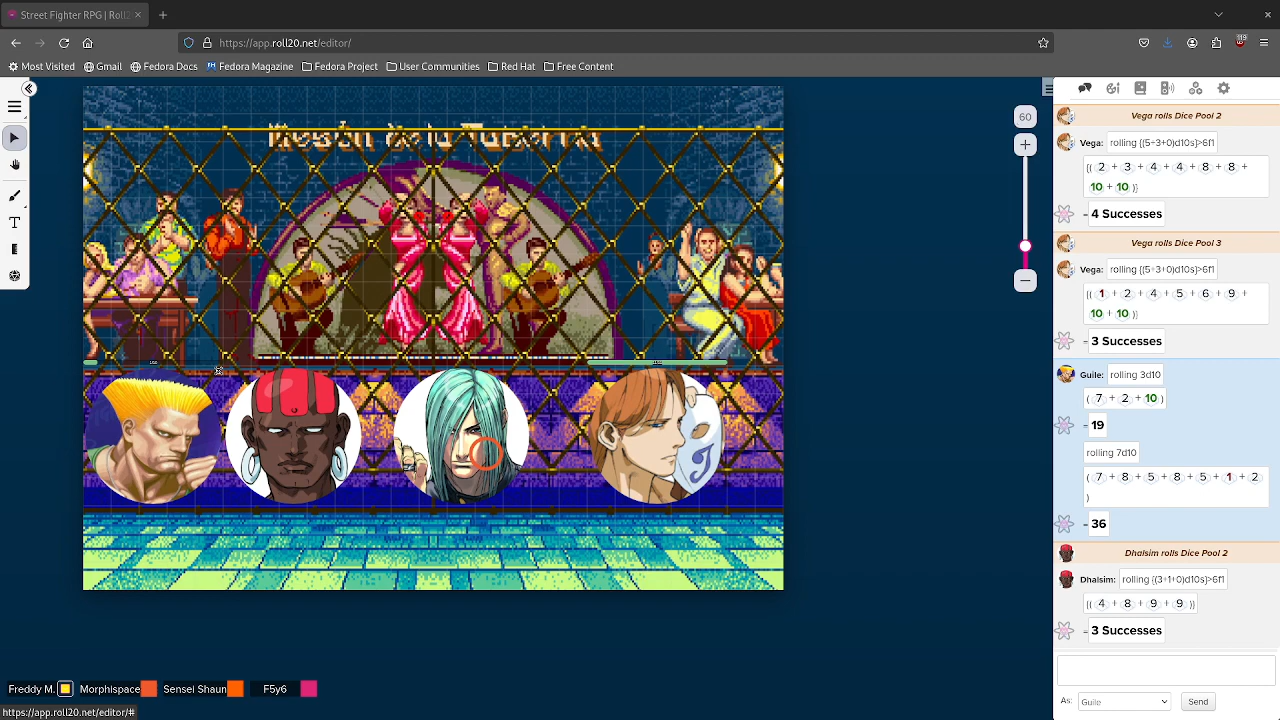 Street Fighter RPG | Roll2
https://app.roll20.net/editor/
119
Most Visited
Gmail
Fedora Docs
Fedora Magazine
Fedora Project
User Communities
Red Hat
Free Content
60
Vega rolls Dice Pool 2
Vega: rolling {(5+3+0)d10s}>6f1
({ 2 + 3 + 4 + 4 + 8 + 8 +
10 + 10 )}
= 4 Successes
Vega rolls Dice Pool 3
Vega: rolling {(5+3+0)d10s}>6f1
({ 1 + 2 + 4 + 5 + 6 + 9 +
10 + 10 )}
= 3 Successes
Guile: rolling 3d10
( 7 + 2 + 10 )
= 19
rolling 7d10
( 7 + 8 + 5 + 8 + 5 + 1 + 2
)
= 36
Dhalsim rolls Dice Pool 2
Dhalsim: rolling {(3+1+0)d10s}>6f1
({ 4 + 8 + 9 + 9 )}
= 3 Successes
As: Guile
Send
Freddy M.
Morphispace
Sensei Shaun
F5y6
https://app.roll20.net/editor/#